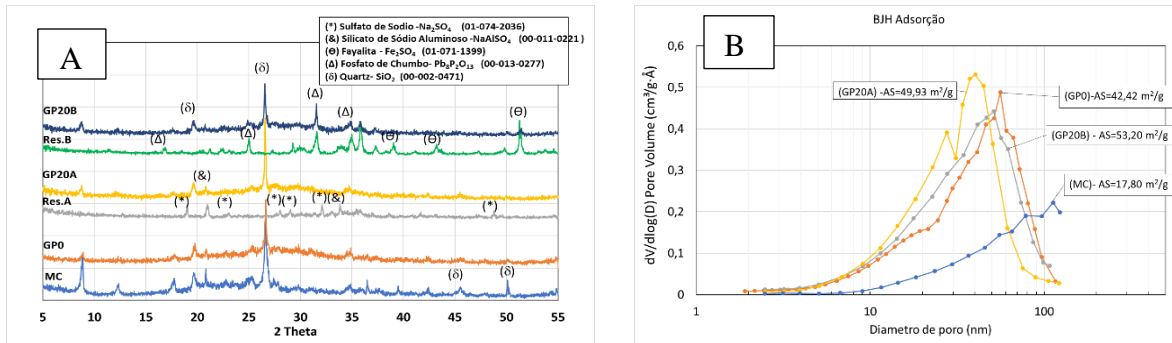 A
(*) Sulfato de Sodio -Na₂SO₄ (01-074-2036)
(&) Silicato de Sódio Aluminoso -NaAlSO₄ (00-011-0221)
(ϴ) Fayalita - Fe₂SO₄ (01-071-1399)
(Δ) Fosfato de Chumbo- Pb₈P₂O₁₃ (00-013-0277)
(δ) Quartz- SiO₂ (00-002-0471)
(δ)
(δ) (Δ) (Δ) (ϴ)
GP20B
(Δ) (Δ) (ϴ) (ϴ)
Res.B
GP20A
(&)
Res.A
(*) (*) (*) (*) (*) (&) (*)
GP0
MC
(δ) (δ)
5 10 15 20 25 30 35 40 45 50 55
2 Theta
B
BJH Adsorção
dV/dlog(D) Pore Volume (cm³/g·Å)
0,6
0,5
0,4
0,3
0,2
0,1
0
(GP20A) -AS=49,93 m²/g
(GP0)-AS=42,42 m²/g
(GP20B) - AS=53,20 m²/g
(MC)- AS=17,80 m²/g
1 10 100
Diametro de poro (nm)